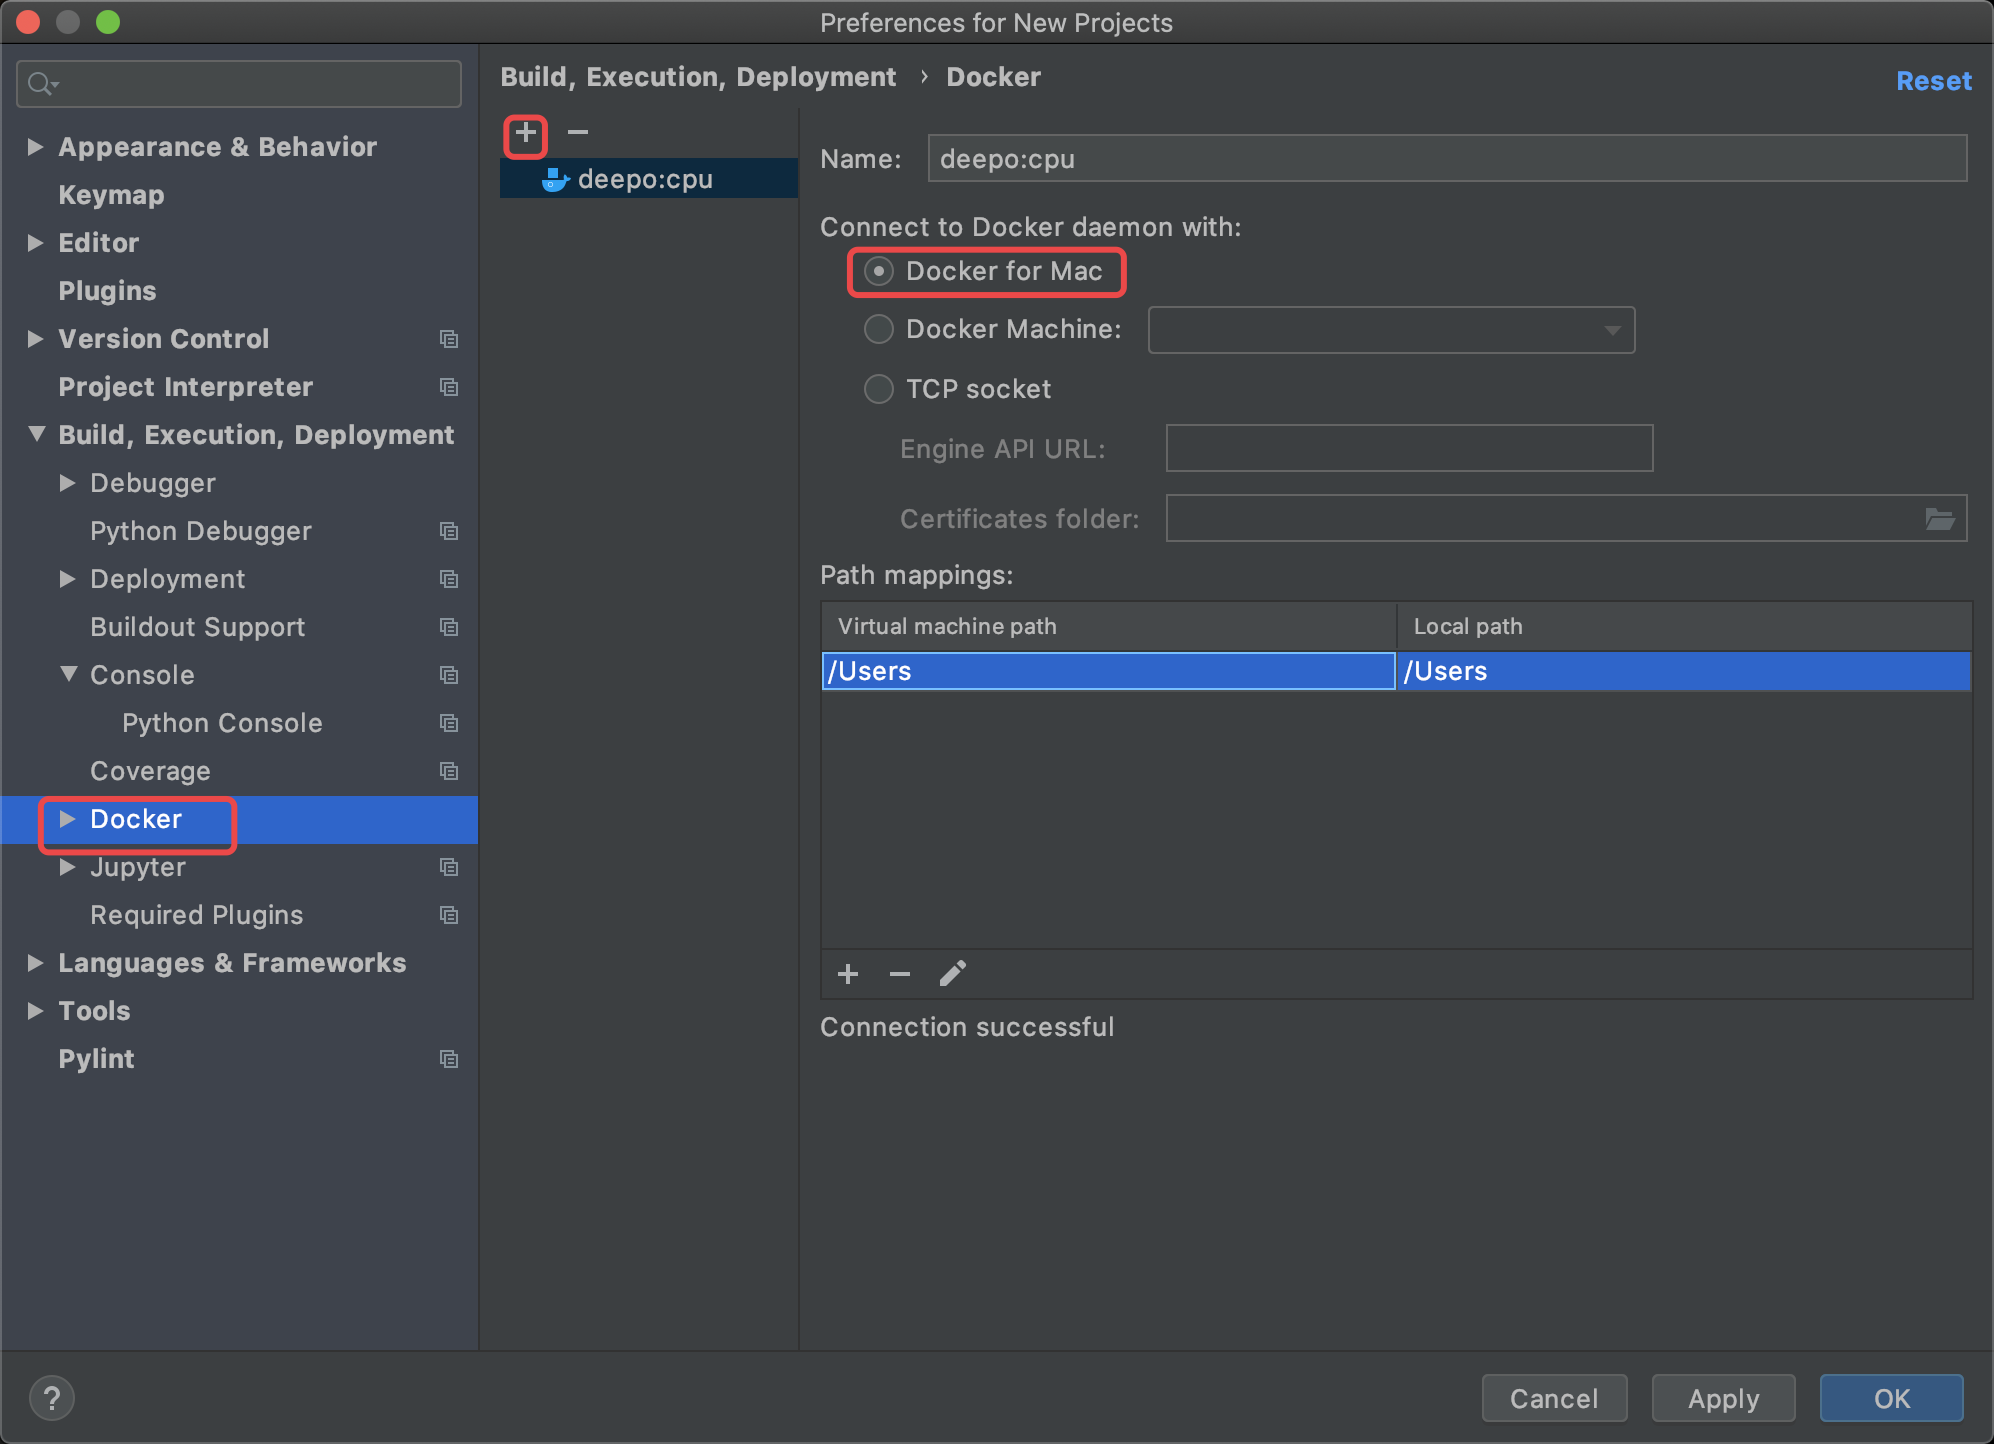 Preferences for New Projects
Appearance & Behavior
Keymap
Editor
Plugins
Version Control
Project Interpreter
Build, Execution, Deployment
Debugger
Python Debugger
Deployment
Buildout Support
Console
Python Console
Coverage
Docker
Jupyter
Required Plugins
Languages & Frameworks
Tools
Pylint
Build, Execution, Deployment › Docker
Reset
deepo:cpu
Name: deepo:cpu
Connect to Docker daemon with:
Docker for Mac
Docker Machine:
TCP socket
Engine API URL:
Certificates folder:
Path mappings:
Virtual machine path Local path
/Users /Users
Connection successful
? Cancel Apply OK